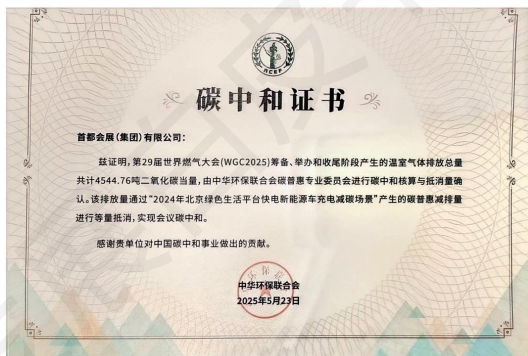 碳中和证书
首都会展(集团)有限公司：
兹证明，第29届世界燃气大会(WGC2025)筹备、举办和收尾阶段产生的温室气体排放总量
共计4544.76吨二氧化碳当量，由中华环保联合会碳普惠专业委员会进行碳中和核算与抵消量确
认。该排放量通过“2024年北京绿色生活平台快电新能源车充电减碳场景”产生的碳普惠减排量
进行等量抵消，实现会议碳中和。
感谢贵单位对中国碳中和事业做出的贡献。
中华环保联合会
2025年5月23日